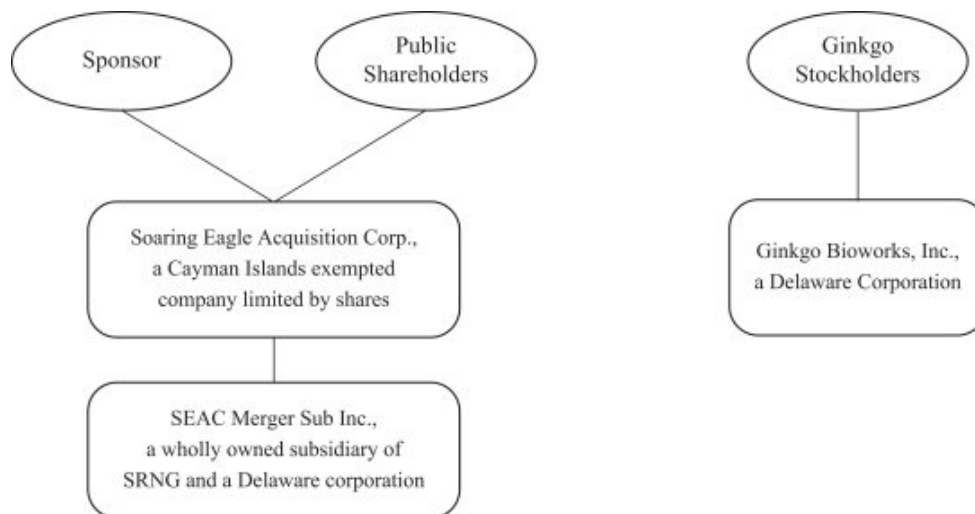 Sponsor
Public
Shareholders
Ginkgo
Stockholders
Soaring Eagle Acquisition Corp.,
a Cayman Islands exempted
company limited by shares
Ginkgo Bioworks, Inc.,
a Delaware Corporation
SEAC Merger Sub Inc.,
a wholly owned subsidiary of
SRNG and a Delaware corporation